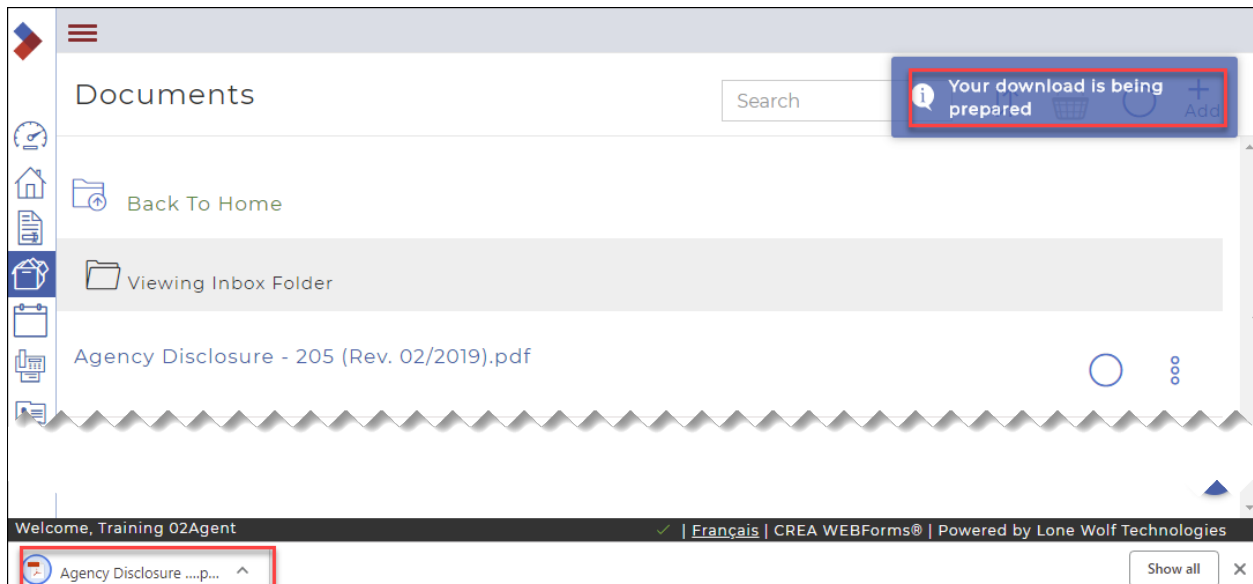 Documents
Search
Your download is being
prepared
Add
Back To Home
Viewing Inbox Folder
Agency Disclosure - 205 (Rev. 02/2019).pdf
Welcome, Training 02Agent
| Français | CREA WEBForms® | Powered by Lone Wolf Technologies
Agency Disclosure ....p...
Show all